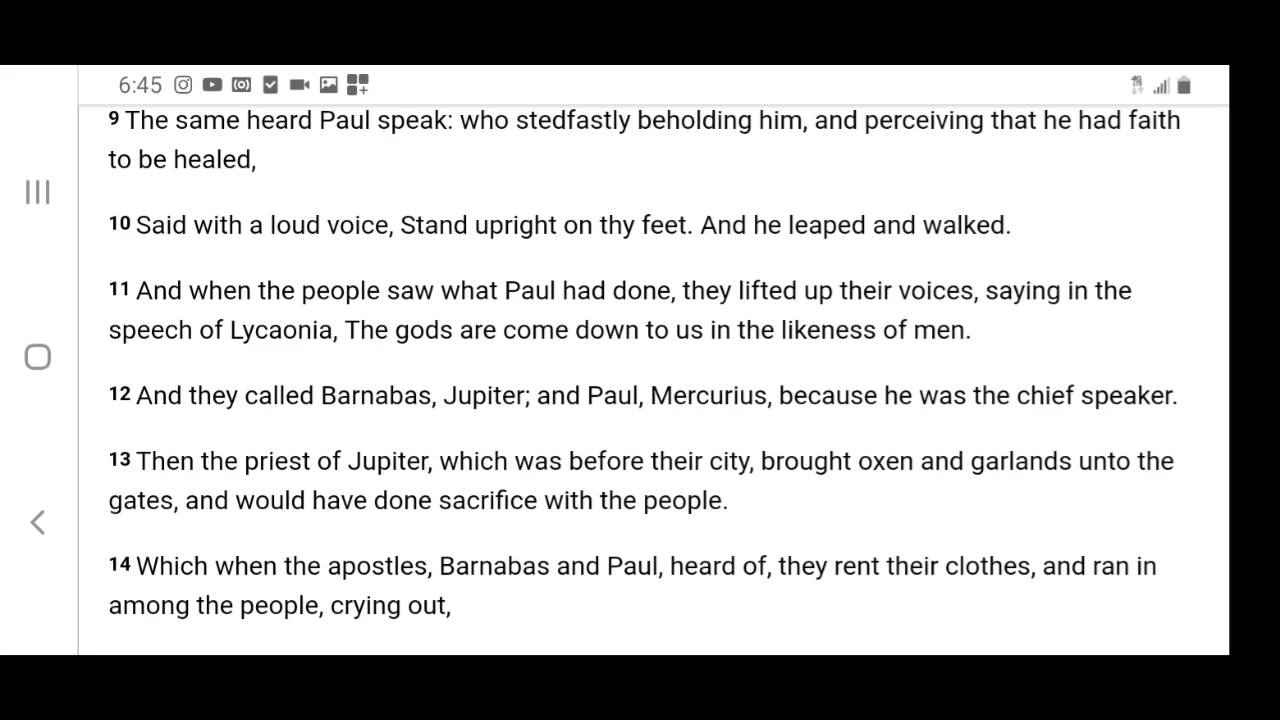 6:45
9 The same heard Paul speak: who stedfastly beholding him, and perceiving that he had faith
to be healed,
10 Said with a loud voice, Stand upright on thy feet. And he leaped and walked.
11 And when the people saw what Paul had done, they lifted up their voices, saying in the
speech of Lycaonia, The gods are come down to us in the likeness of men.
12 And they called Barnabas, Jupiter; and Paul, Mercurius, because he was the chief speaker.
13 Then the priest of Jupiter, which was before their city, brought oxen and garlands unto the
gates, and would have done sacrifice with the people.
14 Which when the apostles, Barnabas and Paul, heard of, they rent their clothes, and ran in
among the people, crying out,